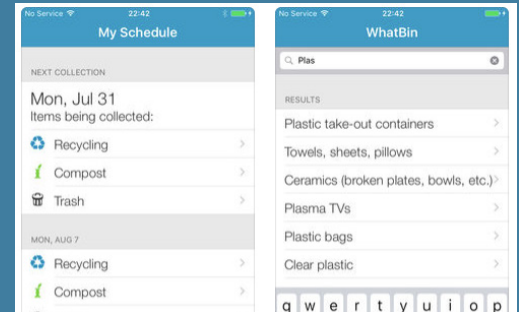 No Service 22:42
My Schedule
NEXT COLLECTION
Mon, Jul 31
Items being collected:
Recycling
Compost
Trash
MON, AUG 7
Recycling
Compost
No Service 22:42
WhatBin
Plas
RESULTS
Plastic take-out containers
Towels, sheets, pillows
Ceramics (broken plates, bowls, etc.)
Plasma TVs
Plastic bags
Clear plastic
q w e r t y u i o p